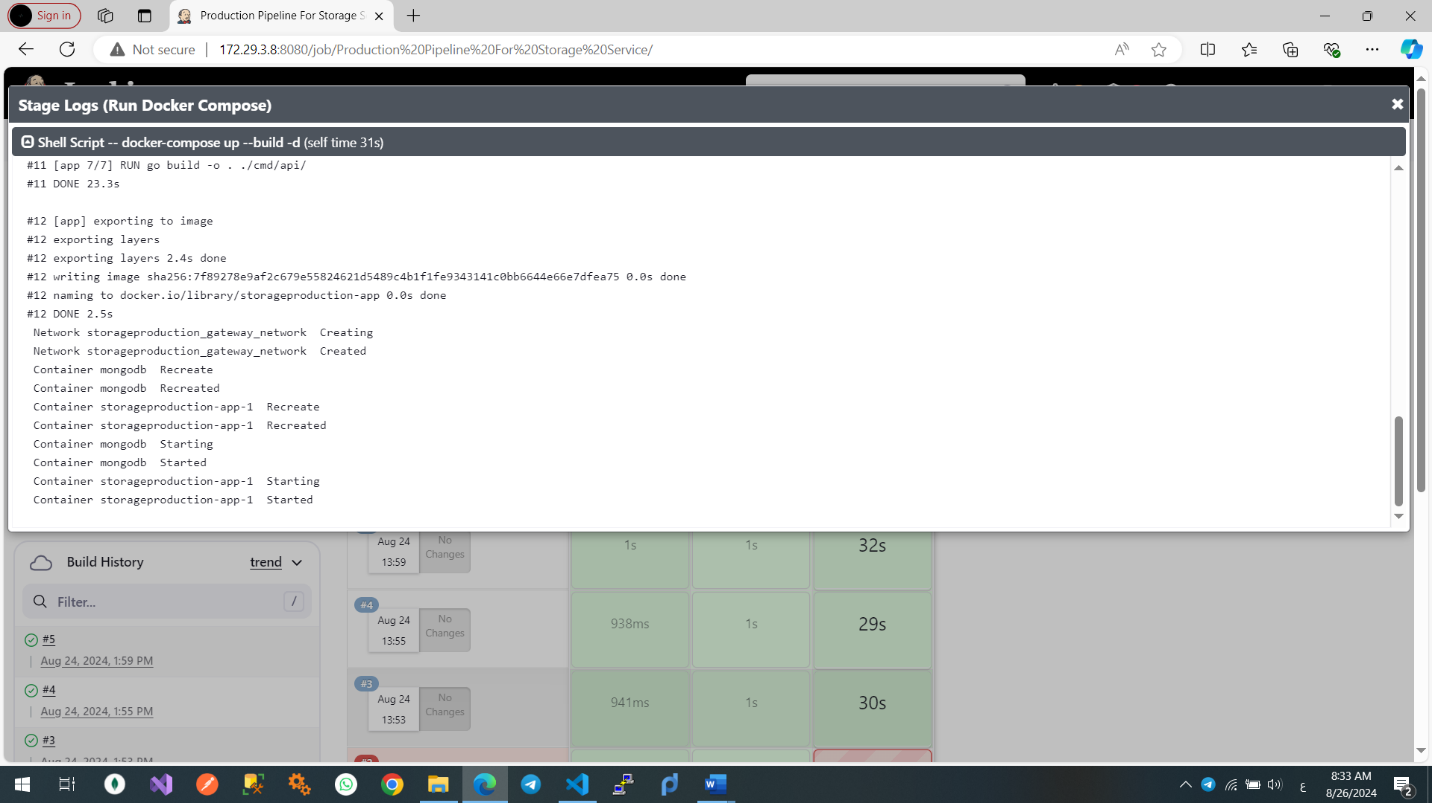 Sign in
Production Pipeline For Storage S
Not secure
172.29.3.8:8080/job/Production%20Pipeline%20For%20Storage%20Service/
Stage Logs (Run Docker Compose)
Shell Script -- docker-compose up --build -d (self time 31s)
#11 [app 7/7] RUN go build -o . ./cmd/api/
#11 DONE 23.3s
#12 [app] exporting to image
#12 exporting layers
#12 exporting layers 2.4s done
#12 writing image sha256:7f89278e9af2c679e55824621d5489c4b1f1fe9343141c0bb6644e66e7dfea75 0.0s done
#12 naming to docker.io/library/storageproduction-app 0.0s done
#12 DONE 2.5s
Network storageproduction_gateway_network  Creating
Network storageproduction_gateway_network  Created
Container mongodb  Recreate
Container mongodb  Recreated
Container storageproduction-app-1  Recreate
Container storageproduction-app-1  Recreated
Container mongodb  Starting
Container mongodb  Started
Container storageproduction-app-1  Starting
Container storageproduction-app-1  Started
Build History
trend
Filter...
/
#5
Aug 24, 2024, 1:59 PM
#4
Aug 24, 2024, 1:55 PM
#3
Aug 24
13:59
No
Changes
1s
1s
32s
#4
Aug 24
13:55
No
Changes
938ms
1s
29s
#3
Aug 24
13:53
No
Changes
941ms
1s
30s
ع
8:33 AM
8/26/2024
2